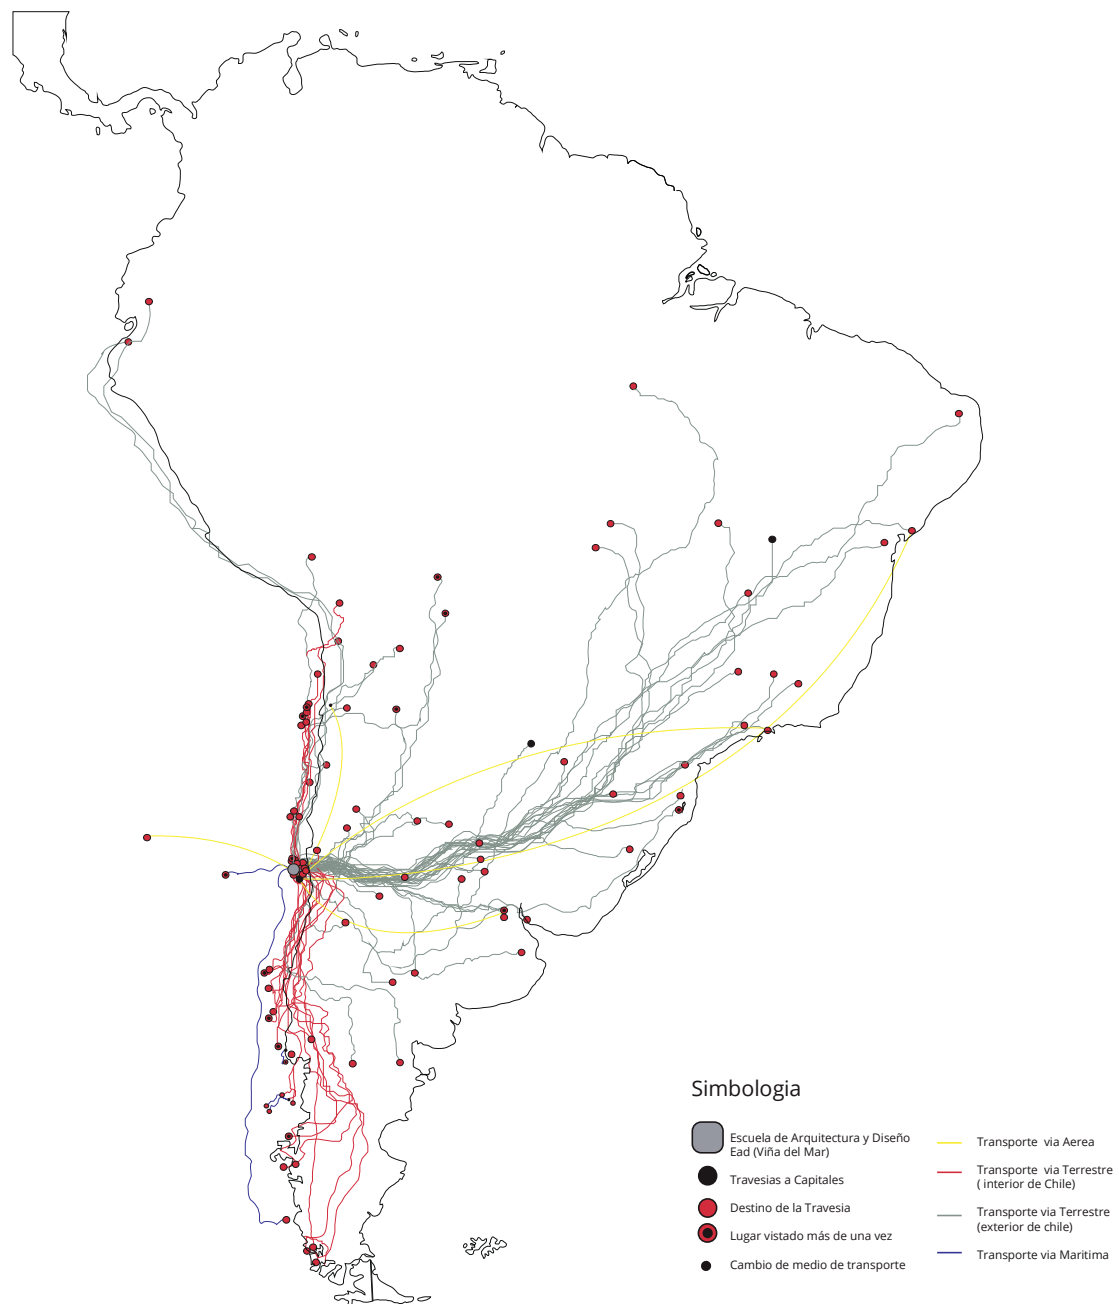 Simbologia
Escuela de Arquitectura y Diseño
Ead (Viña del Mar)
Travesias a Capitales
Destino de la Travesia
Lugar vistado más de una vez
Cambio de medio de transporte
Transporte via Aerea
Transporte via Terrestre
( interior de Chile)
Transporte via Terrestre
(exterior de chile)
Transporte via Maritima